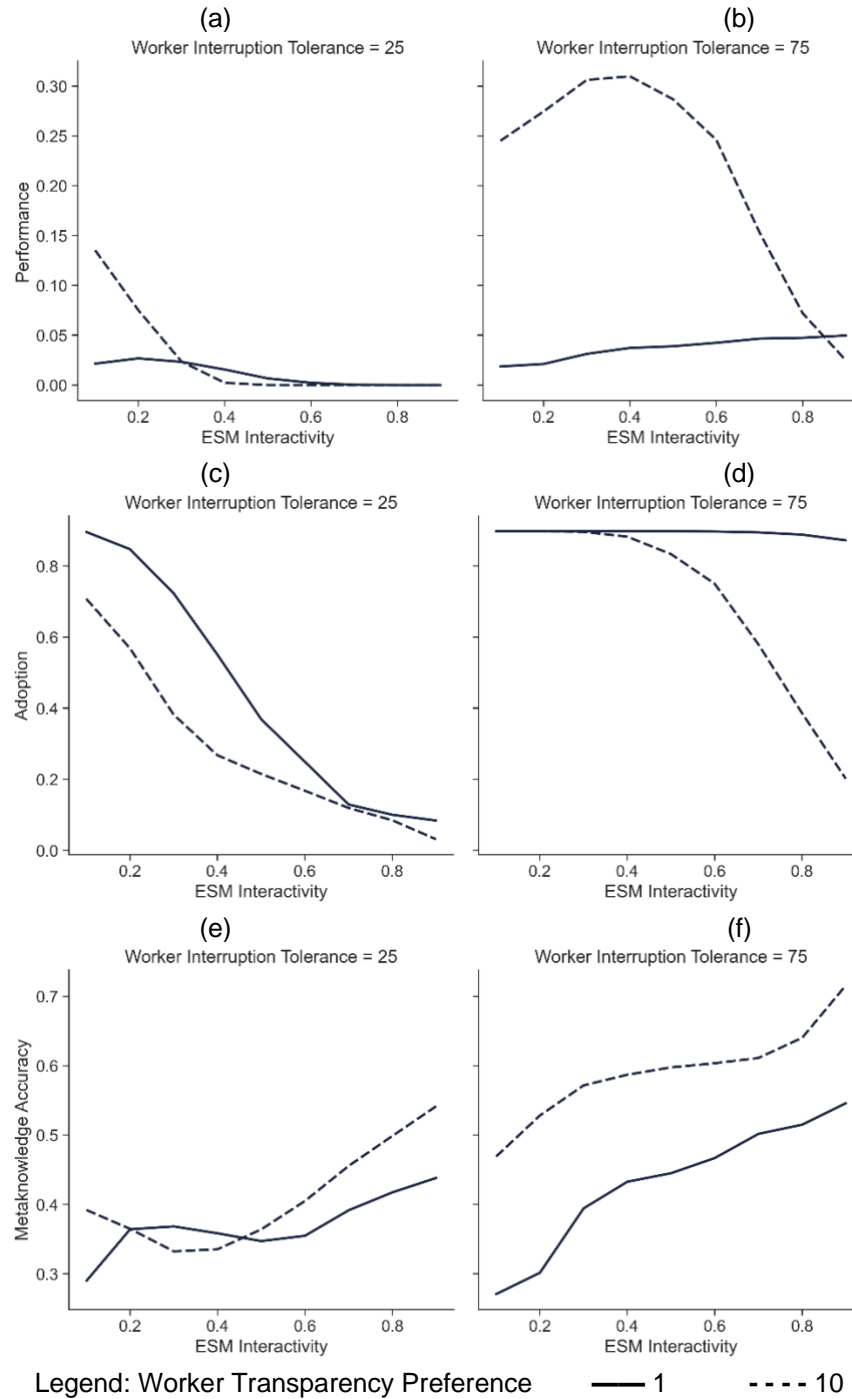 (a)
Worker Interruption Tolerance = 25
0.30
0.25
0.20
0.15
0.10
0.05
0.00
Performance
0.2 0.4 0.6 0.8
ESM Interactivity
(b)
Worker Interruption Tolerance = 75
0.2 0.4 0.6 0.8
ESM Interactivity
(c)
Worker Interruption Tolerance = 25
0.8
0.6
0.4
0.2
0.0
Adoption
0.2 0.4 0.6 0.8
ESM Interactivity
(d)
Worker Interruption Tolerance = 75
0.2 0.4 0.6 0.8
ESM Interactivity
(e)
Worker Interruption Tolerance = 25
0.7
0.6
0.5
0.4
0.3
Metaknowledge Accuracy
0.2 0.4 0.6 0.8
ESM Interactivity
(f)
Worker Interruption Tolerance = 75
0.2 0.4 0.6 0.8
ESM Interactivity
Legend: Worker Transparency Preference 1 10